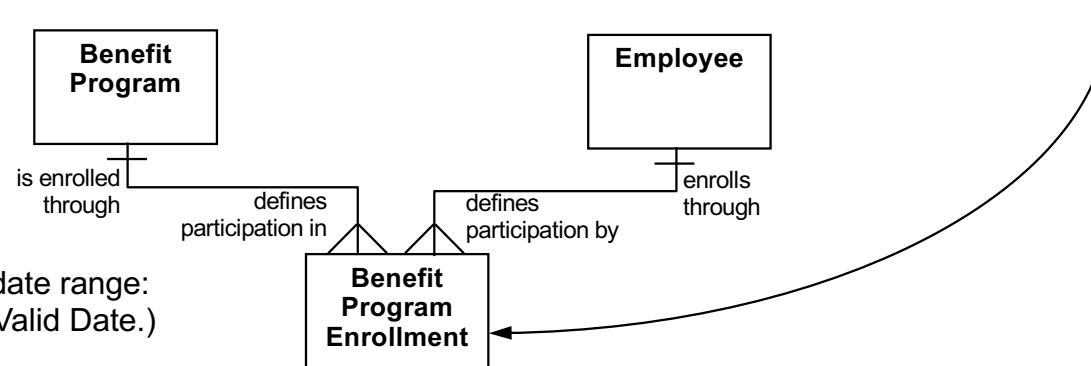 Benefit
Program
Employee
is enrolled
through
defines
participation in
defines
participation by
enrolls
through
date range:
Valid Date.)
Benefit
Program
Enrollment